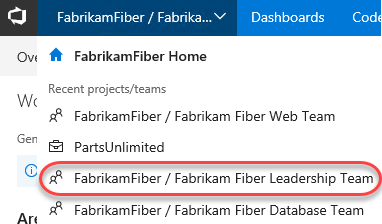 FabrikamFiber / Fabrika... Dashboards Code
FabrikamFiber Home
Ove
Recent projects/teams
Wo
FabrikamFiber / Fabrikam Fiber Web Team
Gen
PartsUnlimited
FabrikamFiber / Fabrikam Fiber Leadership Team
Are
FabrikamFiber / Fabrikam Fiber Database Team